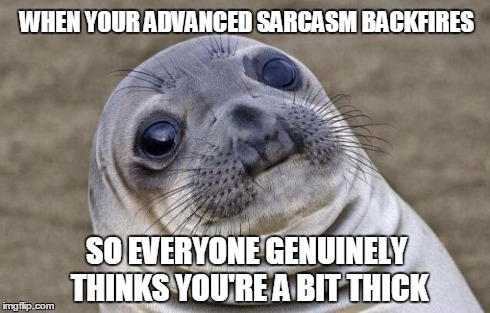 WHEN YOUR ADVANCED SARCASM BACKFIRES
SO EVERYONE GENUINELY
THINKS YOU'RE A BIT THICK
imgflip.com